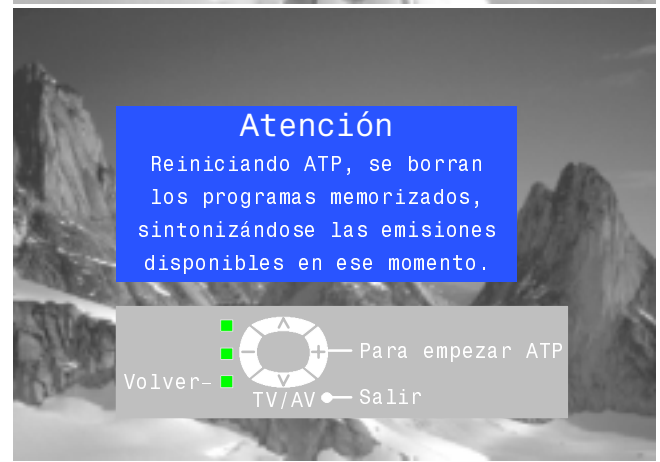 Atención
Reiniciando ATP, se borran
los programas memorizados,
sintonizándose las emisiones
disponibles en ese momento.
Para empezar ATP
Volver
TV/AV Salir